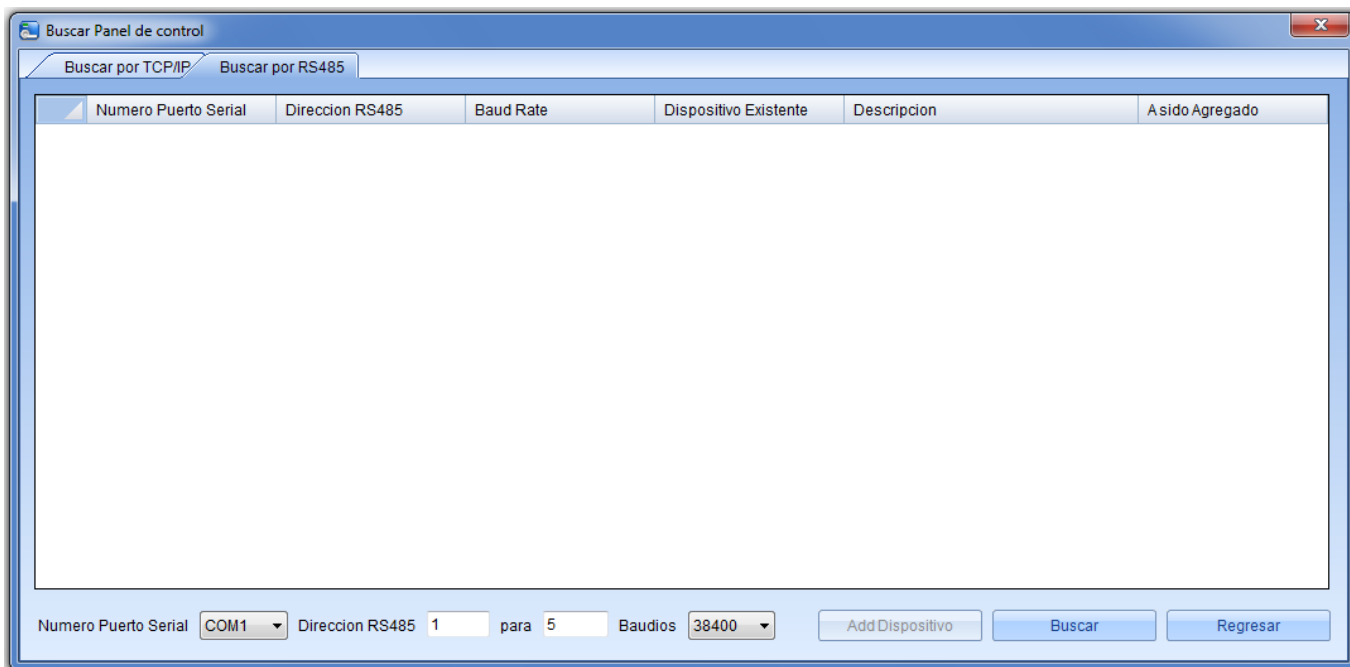 Buscar Panel de control
Buscar por TCP/IP Buscar por RS485
Numero Puerto Serial Direccion RS485 Baud Rate Dispositivo Existente Descripcion A sido Agregado
Numero Puerto Serial COM1 Direccion RS485 1 para 5 Baudios 38400 Add Dispositivo Buscar Regresar